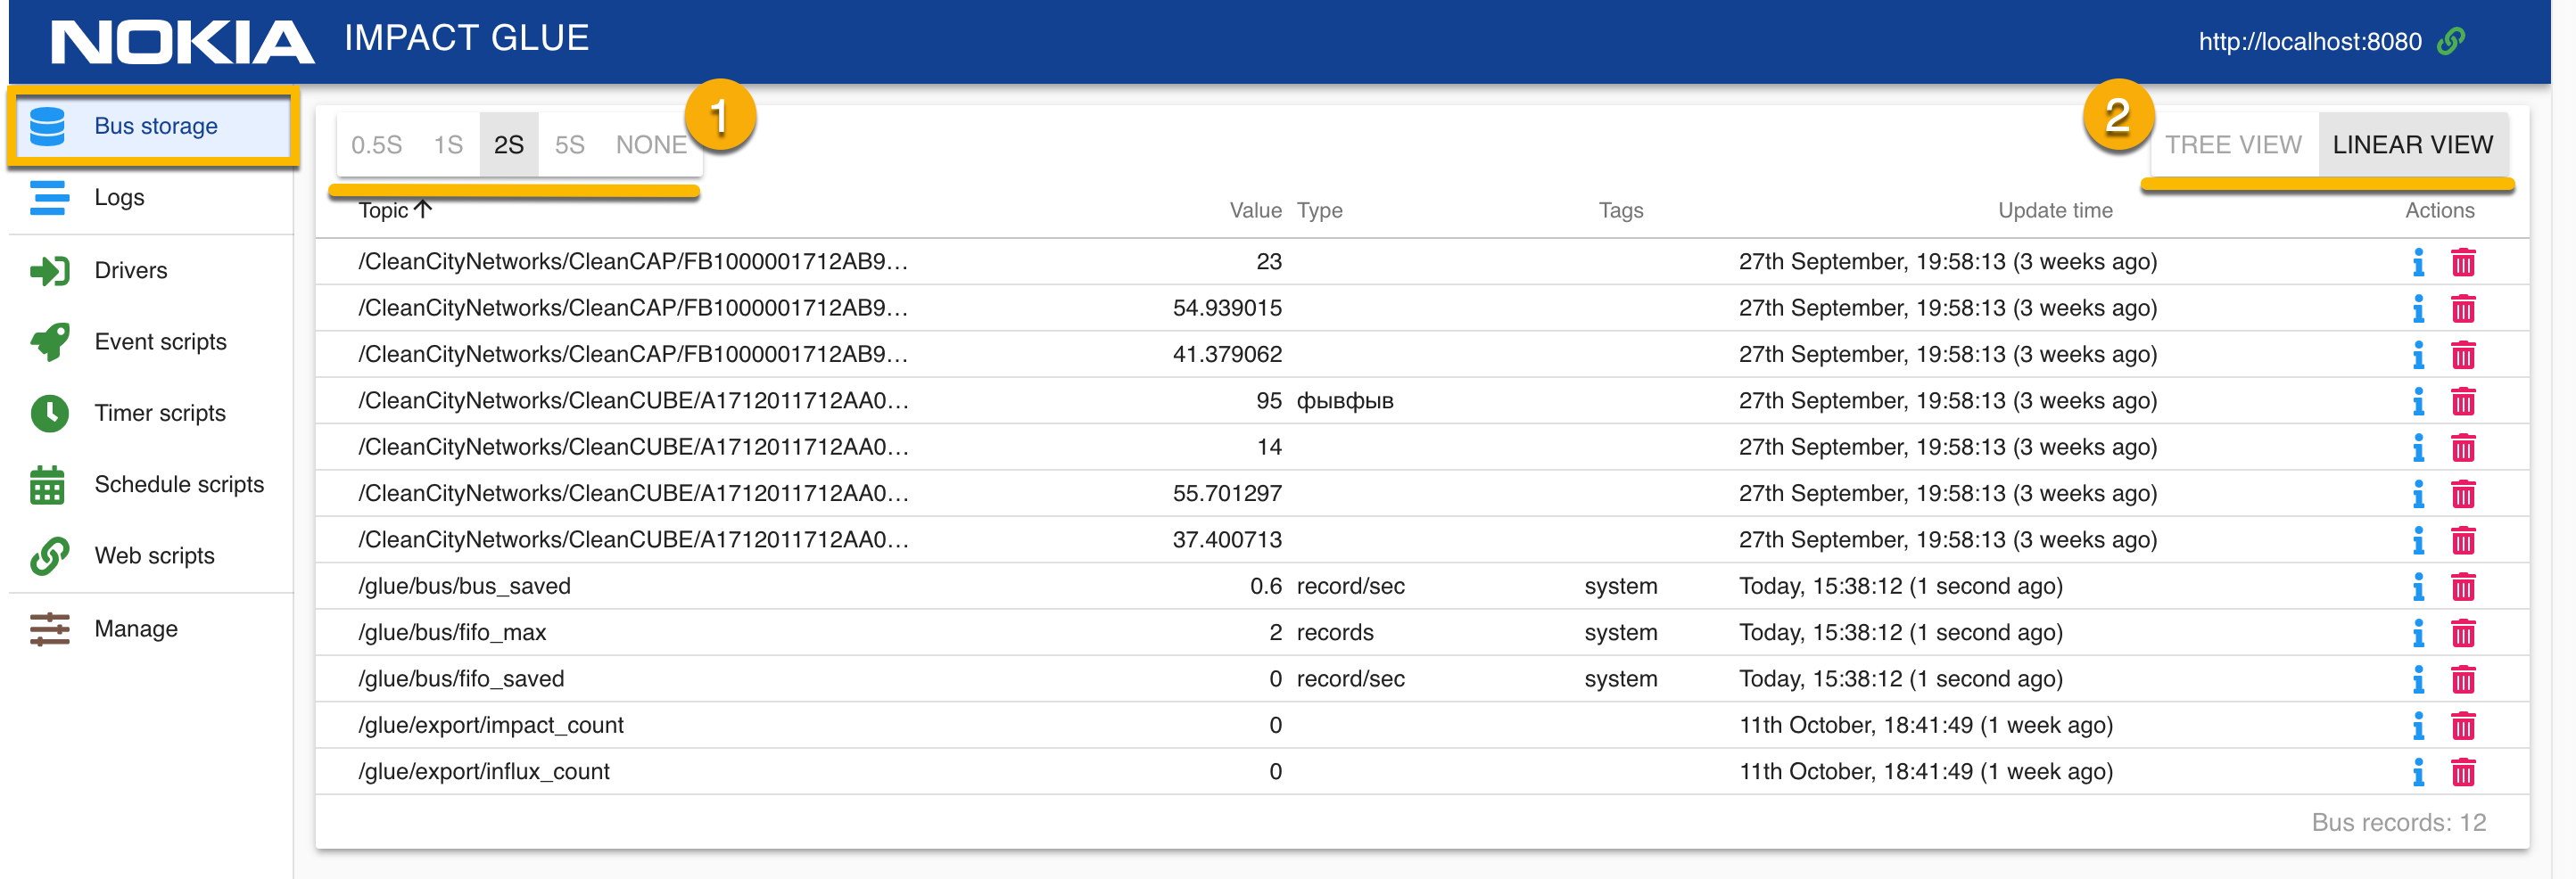 NOKIA IMPACT GLUE http://localhost:8080
Bus storage
Logs
Drivers
Event scripts
Timer scripts
Schedule scripts
Web scripts
Manage
0.5S 1S 2S 5S NONE 1 2 TREE VIEW LINEAR VIEW
Topic Value Type Tags Update time Actions
/CleanCityNetworks/CleanCAP/FB1000001712AB9... 23 27th September, 19:58:13 (3 weeks ago)
/CleanCityNetworks/CleanCAP/FB1000001712AB9... 54.939015 27th September, 19:58:13 (3 weeks ago)
/CleanCityNetworks/CleanCAP/FB1000001712AB9... 41.379062 27th September, 19:58:13 (3 weeks ago)
/CleanCityNetworks/CleanCUBE/A1712011712AA0... 95 фывфыв 27th September, 19:58:13 (3 weeks ago)
/CleanCityNetworks/CleanCUBE/A1712011712AA0... 14 27th September, 19:58:13 (3 weeks ago)
/CleanCityNetworks/CleanCUBE/A1712011712AA0... 55.701297 27th September, 19:58:13 (3 weeks ago)
/CleanCityNetworks/CleanCUBE/A1712011712AA0... 37.400713 27th September, 19:58:13 (3 weeks ago)
/glue/bus/bus_saved 0.6 record/sec system Today, 15:38:12 (1 second ago)
/glue/bus/fifo_max 2 records system Today, 15:38:12 (1 second ago)
/glue/bus/fifo_saved 0 record/sec system Today, 15:38:12 (1 second ago)
/glue/export/impact_count 0 11th October, 18:41:49 (1 week ago)
/glue/export/influx_count 0 11th October, 18:41:49 (1 week ago)
Bus records: 12